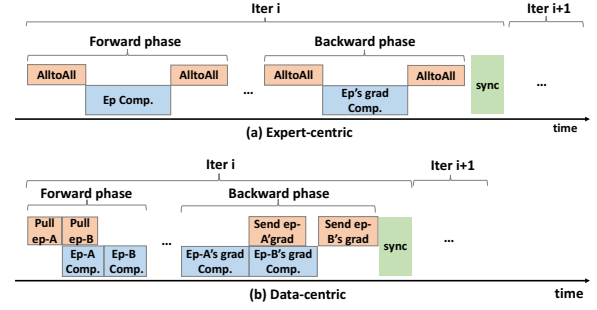 Iter i
Iter i+1
Forward phase
Backward phase
AlltoAll
AlltoAll
AlltoAll
AlltoAll
...
...
Ep Comp.
Ep's grad
Comp.
sync
time
(a) Expert-centric
Iter i
Iter i+1
Forward phase
Backward phase
Pull
ep-A
Pull
ep-B
Send ep-
A'grad
Send ep-
B's grad
...
...
Ep-A
Comp.
Ep-B
Comp.
Ep-A's grad
Comp.
Ep-B's grad
Comp.
sync
(b) Data-centric
time